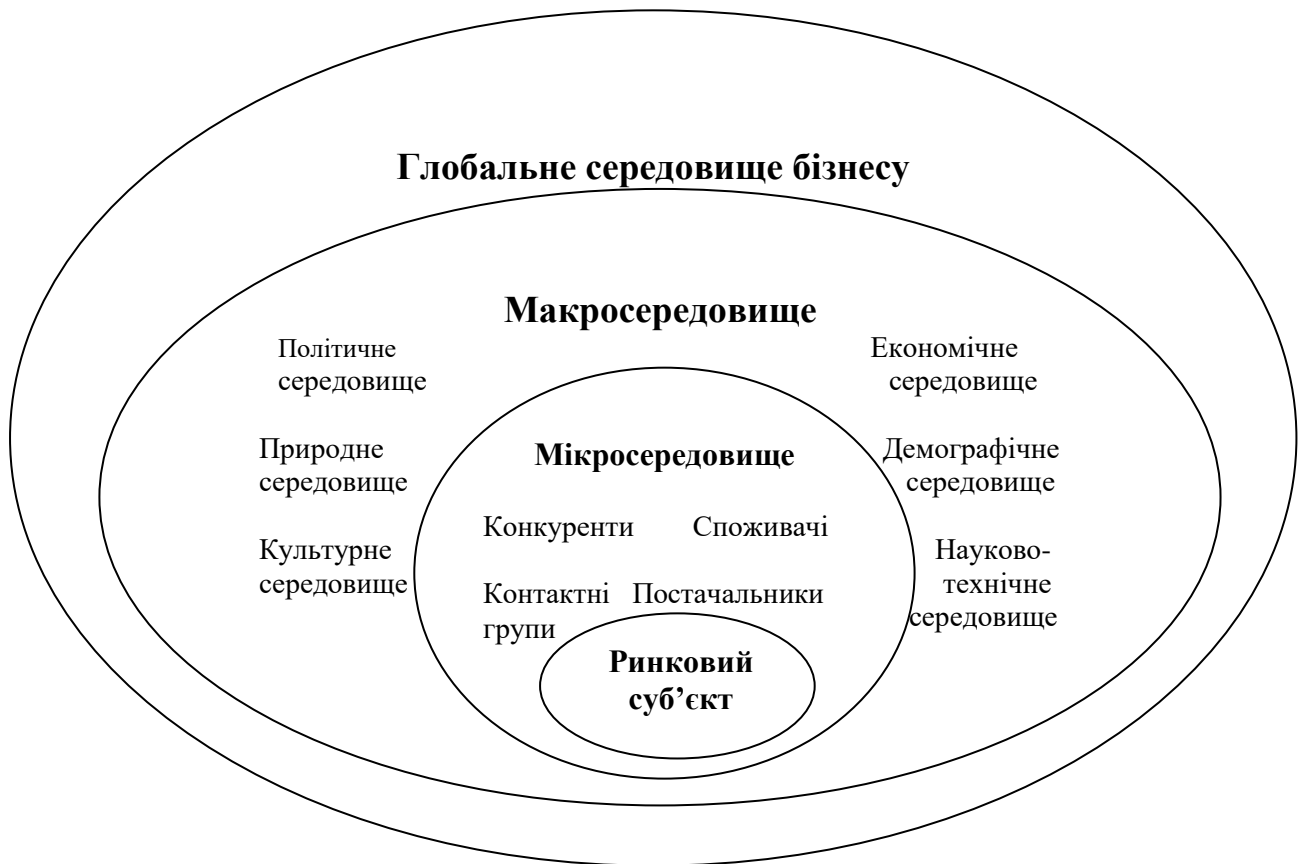 Глобальне середовище бізнесу
Макросередовище
Політичне
середовище
Економічне
середовище
Природне
середовище
Мікросередовище
Демографічне
середовище
Конкуренти
Споживачі
Культурне
середовище
Науково-
технічне
середовище
Контактні
групи
Постачальники
Ринковий
суб’єкт